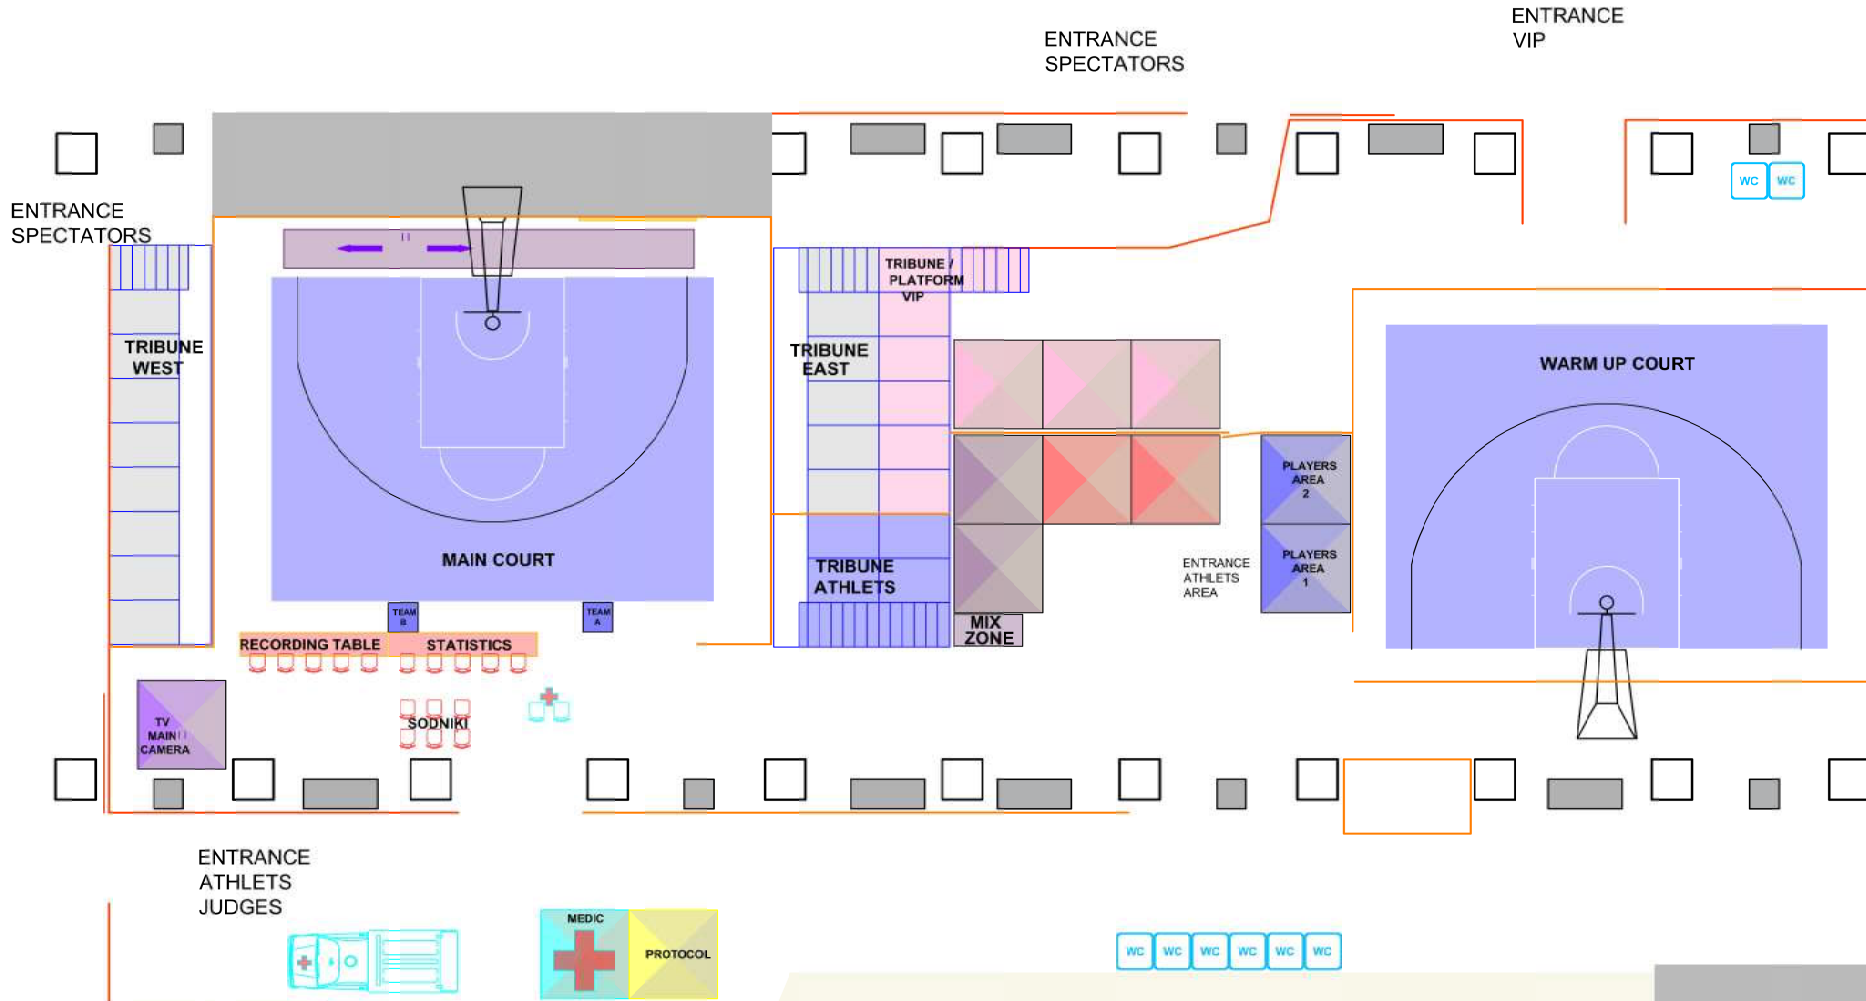 ENTRANCE
VIP
ENTRANCE
SPECTATORS
WC
WC
ENTRANCE
SPECTATORS
TRIBUNE /
PLATFORM
VIP
TRIBUNE
WEST
TRIBUNE
EAST
WARM UP COURT
PLAYERS
AREA
2
MAIN COURT
ENTRANCE
ATHLETS
AREA
PLAYERS
AREA
1
TRIBUNE
ATHLETS
TEAM
B
TEAM
A
MIX
ZONE
RECORDING TABLE
STATISTICS
TV
MAIN
CAMERA
SODNIKI
ENTRANCE
ATHLETS
JUDGES
MEDIC
PROTOCOL
WC
WC
WC
WC
WC
WC